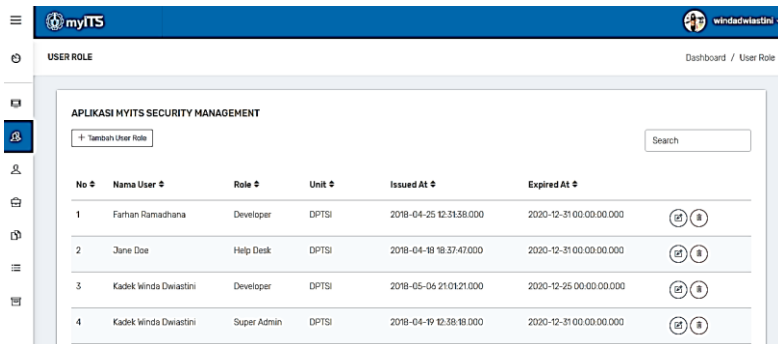 myITS
windadwiastini
USER ROLE
Dashboard / User Role
APLIKASI MYITS SECURITY MANAGEMENT
+ Tambah User Role
Search
No Nama User Role Unit Issued At Expired At
1 Farhan Ramadhana Developer DPTSI 2018-04-25 12:31:38.000 2020-12-31 00:00:00.000
2 Jane Doe Help Desk DPTSI 2018-04-18 18:37:47.000 2020-12-31 00:00:00.000
3 Kadek Winda Dwiastini Developer DPTSI 2018-05-06 21:01:21.000 2020-12-25 00:00:00.000
4 Kadek Winda Dwiastini Super Admin DPTSI 2018-04-19 12:38:18.000 2020-12-31 00:00:00.000